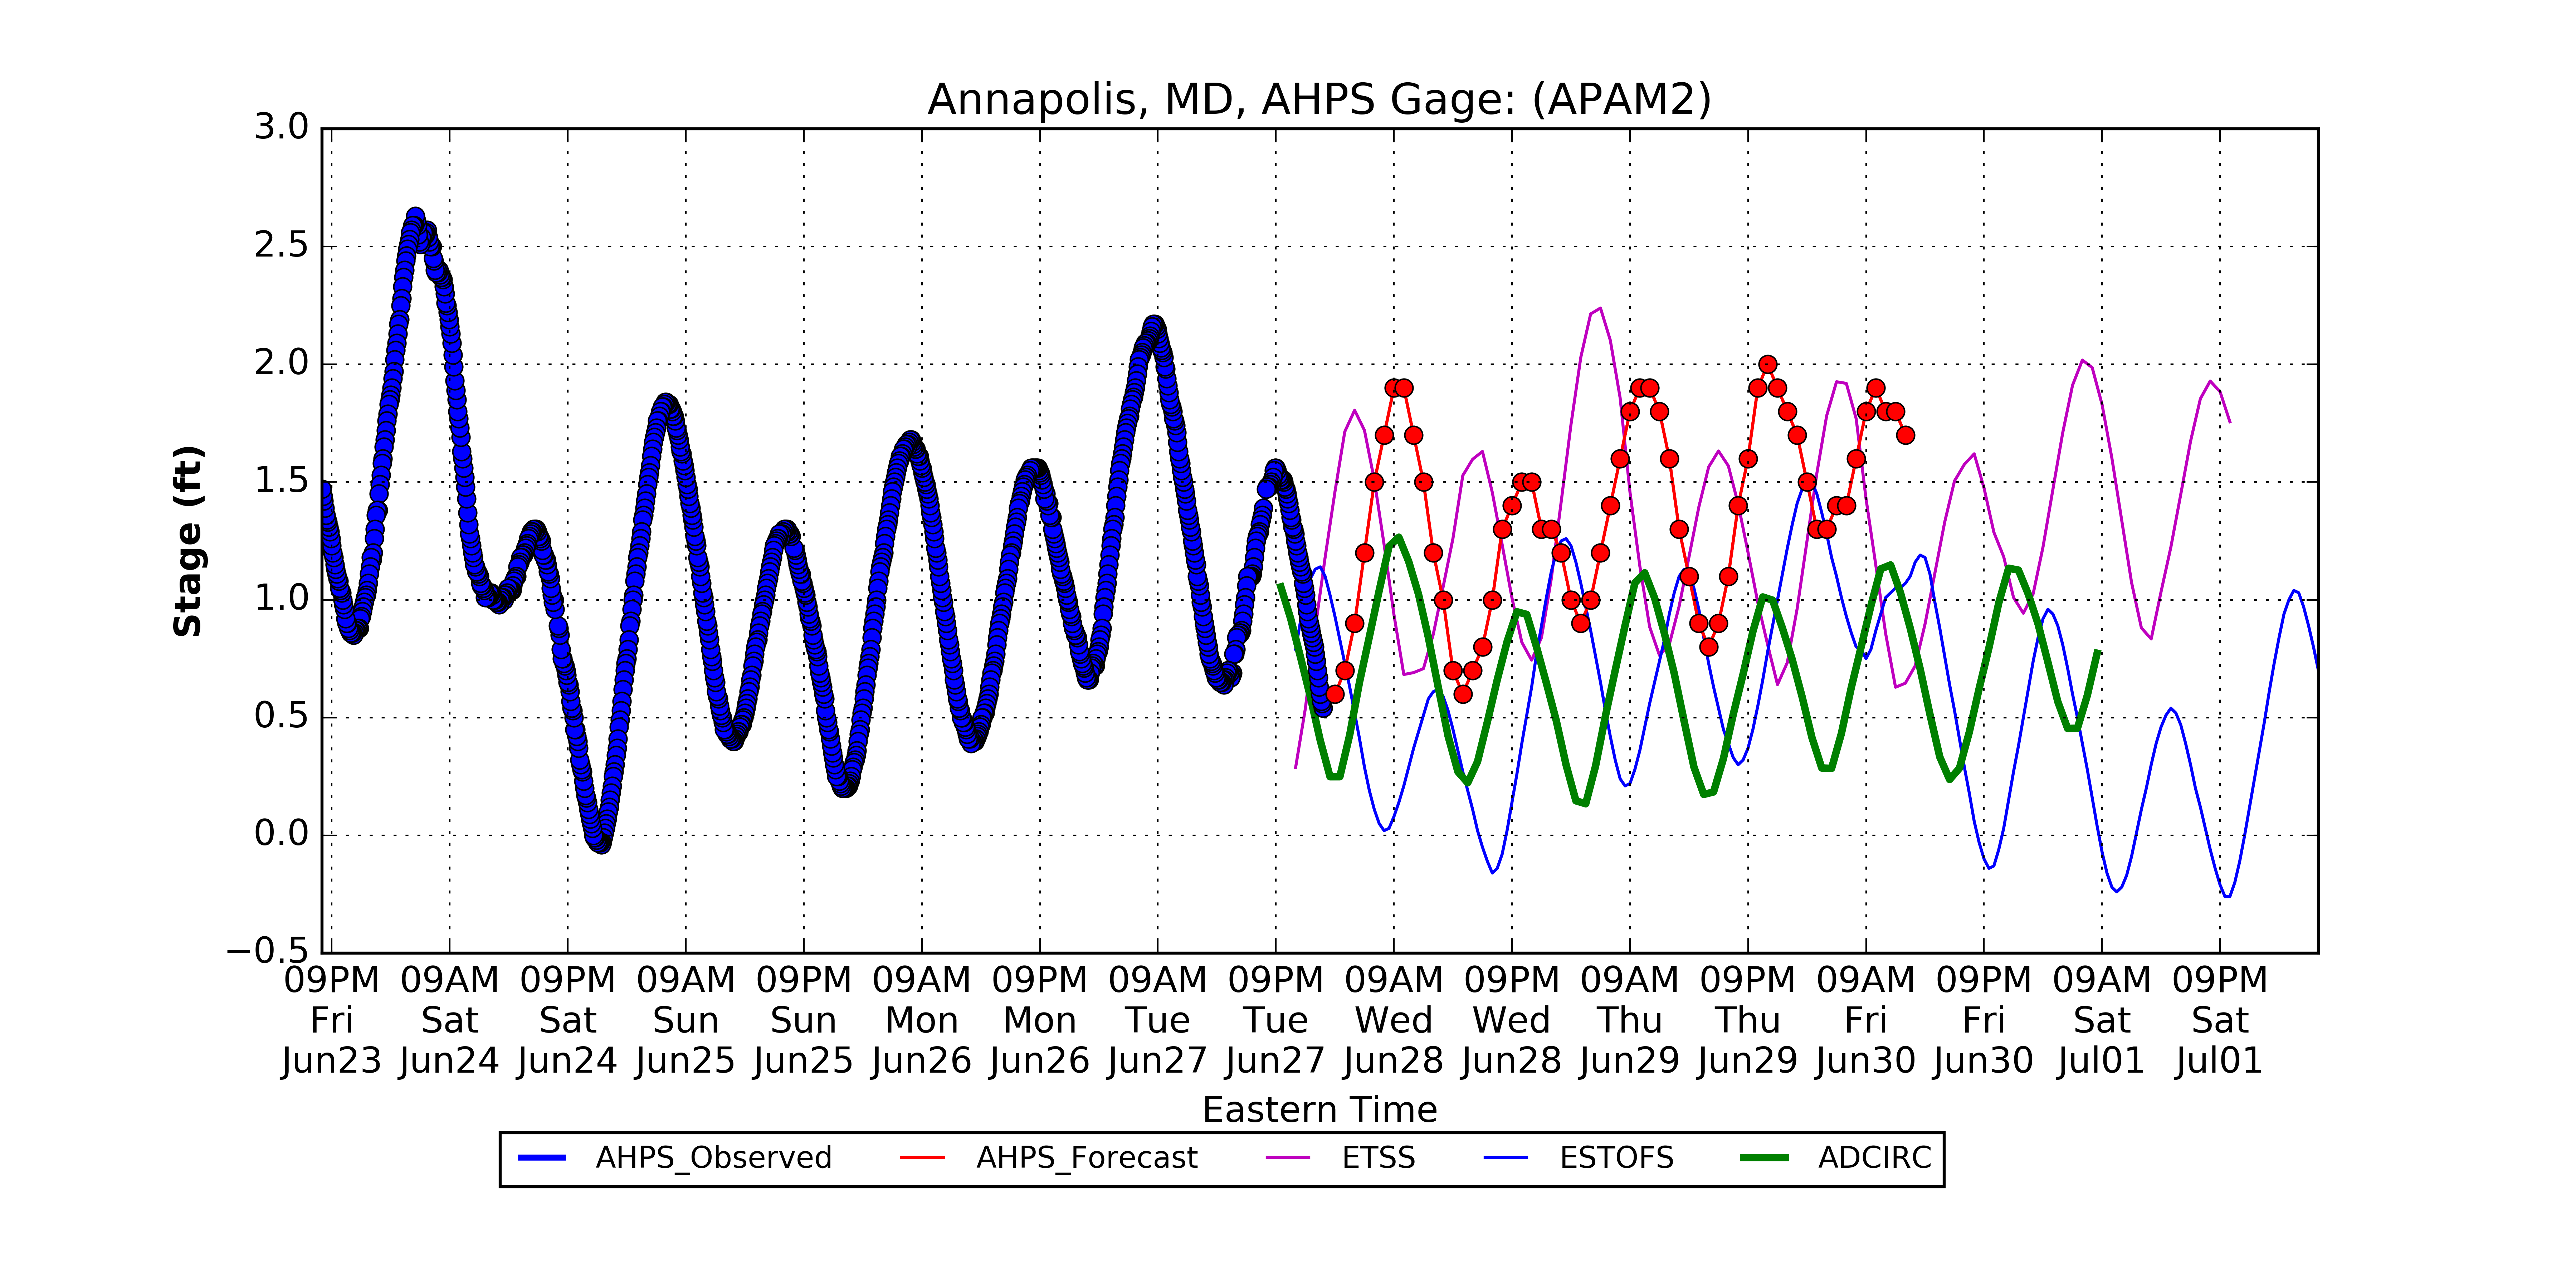 Annapolis, MD, AHPS Gage: (APAM2)
3.0
2.5
2.0
1.5
1.0
0.5
0.0
−0.5
Stage (ft)
09PM 09AM 09PM 09AM 09PM 09AM 09PM 09AM 09PM 09AM 09PM 09AM 09PM 09AM 09PM 09AM 09PM
Fri Sat Sat Sun Sun Mon Mon Tue Tue Wed Wed Thu Thu Fri Fri Sat Sat
Jun23 Jun24 Jun24 Jun25 Jun25 Jun26 Jun26 Jun27 Jun27 Jun28 Jun28 Jun29 Jun29 Jun30 Jun30 Jul01 Jul01
Eastern Time
AHPS_Observed AHPS_Forecast ETSS ESTOFS ADCIRC